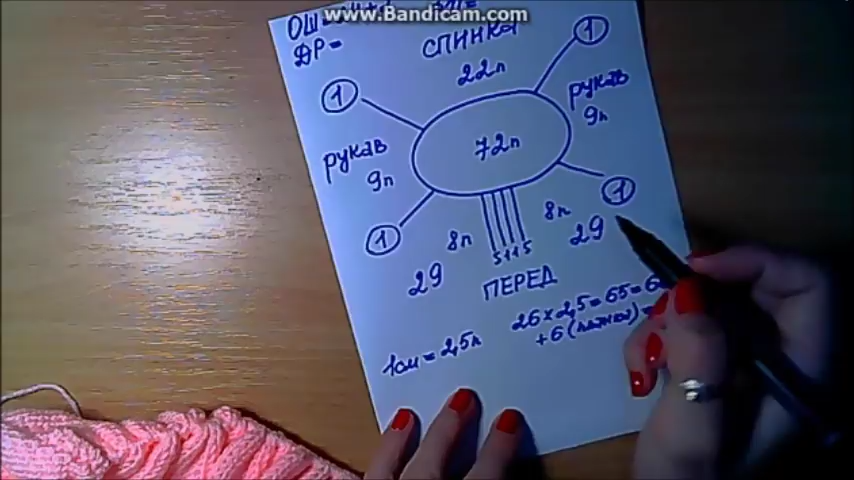 www.Bandicam.com
ДР=
СПИНКА
22п
1
1
рукав
9п
рукав
9п
72п
1
1
8п
8п
5 1 1 5
29
29
ПЕРЕД
26 х 2,5 = 65 =
+ 6 (планки) =
1см = 2,5п